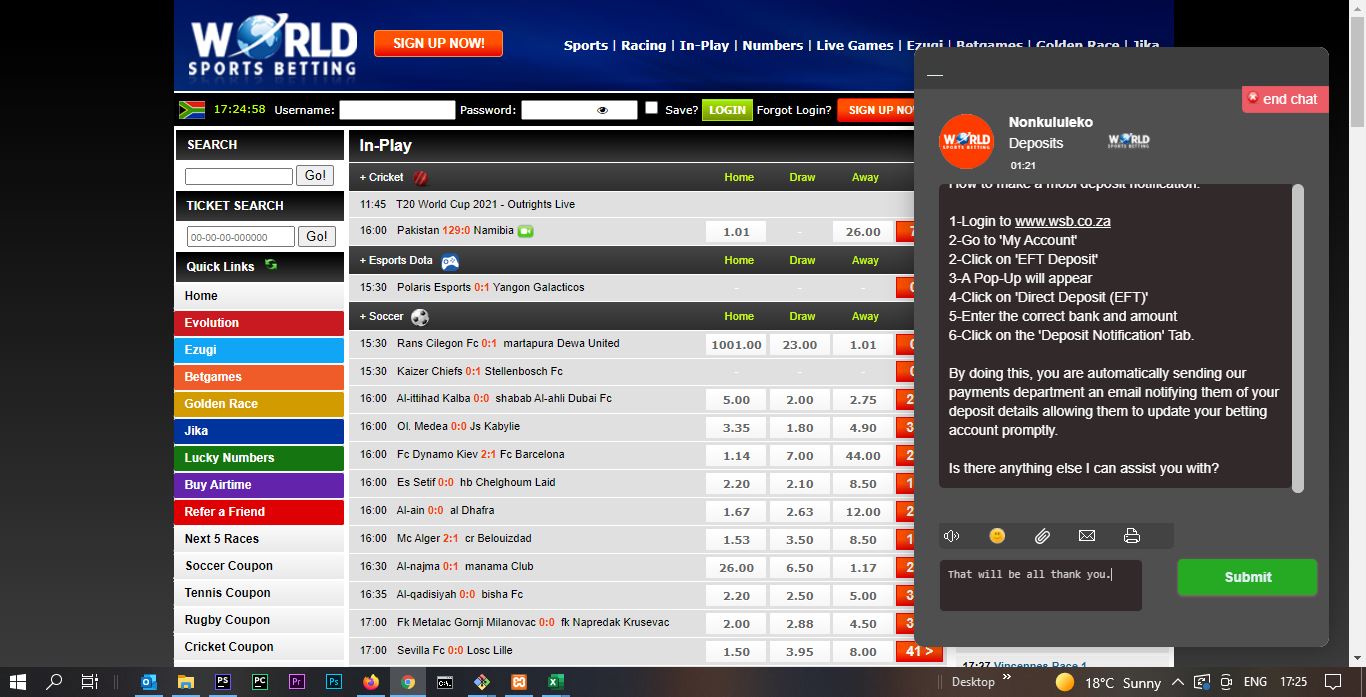 WORLD
SPORTS BETTING
SIGN UP NOW!
Sports | Racing | In-Play | Numbers | Live Games | Ezugi | Betgames | Golden Race | Jika
17:24:58 Username: Password: Save? LOGIN Forgot Login? SIGN UP NO
SEARCH
Go!
TICKET SEARCH
00-00-00-000000 Go!
Quick Links
Home
Evolution
Ezugi
Betgames
Golden Race
Jika
Lucky Numbers
Buy Airtime
Refer a Friend
Next 5 Races
Soccer Coupon
Tennis Coupon
Rugby Coupon
Cricket Coupon
In-Play
+ Cricket Home Draw Away
11:45 T20 World Cup 2021 - Outrights Live
16:00 Pakistan 129:0 Namibia 1.01 - 26.00 7
+ Esports Dota Home Draw Away
15:30 Polaris Esports 0:1 Yangon Galacticos - - -
+ Soccer Home Draw Away
15:30 Rans Cilegon Fc 0:1 martapura Dewa United 1001.00 23.00 1.01
15:30 Kaizer Chiefs 0:1 Stellenbosch Fc - - -
16:00 Al-ittihad Kalba 0:0 shabab Al-ahli Dubai Fc 5.00 2.00 2.75 2
16:00 Ol. Medea 0:0 Js Kabylie 3.35 1.80 4.90 3
16:00 Fc Dynamo Kiev 2:1 Fc Barcelona 1.14 7.00 44.00 2
16:00 Es Setif 0:0 hb Chelghoum Laid 2.20 2.10 8.50 1
16:00 Al-ain 0:0 al Dhafra 1.67 2.63 12.00 2
16:00 Mc Alger 2:1 cr Belouizdad 1.53 3.50 8.50 1
16:30 Al-najma 0:1 manama Club 26.00 6.50 1.17 2
16:35 Al-qadisiyah 0:0 bisha Fc 2.20 2.50 5.00 3
17:00 Fk Metalac Gornji Milanovac 0:0 fk Napredak Krusevac 2.00 2.88 4.50 3
17:00 Sevilla Fc 0:0 Losc Lille 1.50 3.95 8.00 41 >
17:27 Vincennes Race 1
end chat
WORLD
SPORTS BETTING
Nonkululeko
Deposits
01:21
WORLD
SPORTS BETTING
How to make a mobi deposit notification:
1-Login to www.wsb.co.za
2-Go to 'My Account'
2-Click on 'EFT Deposit'
3-A Pop-Up will appear
4-Click on 'Direct Deposit (EFT)'
5-Enter the correct bank and amount
6-Click on the 'Deposit Notification' Tab.
By doing this, you are automatically sending our
payments department an email notifying them of your
deposit details allowing them to update your betting
account promptly.
Is there anything else I can assist you with?
That will be all thank you.
Submit
PS PC Pr Ps
Desktop » 18°C Sunny ENG 17:25